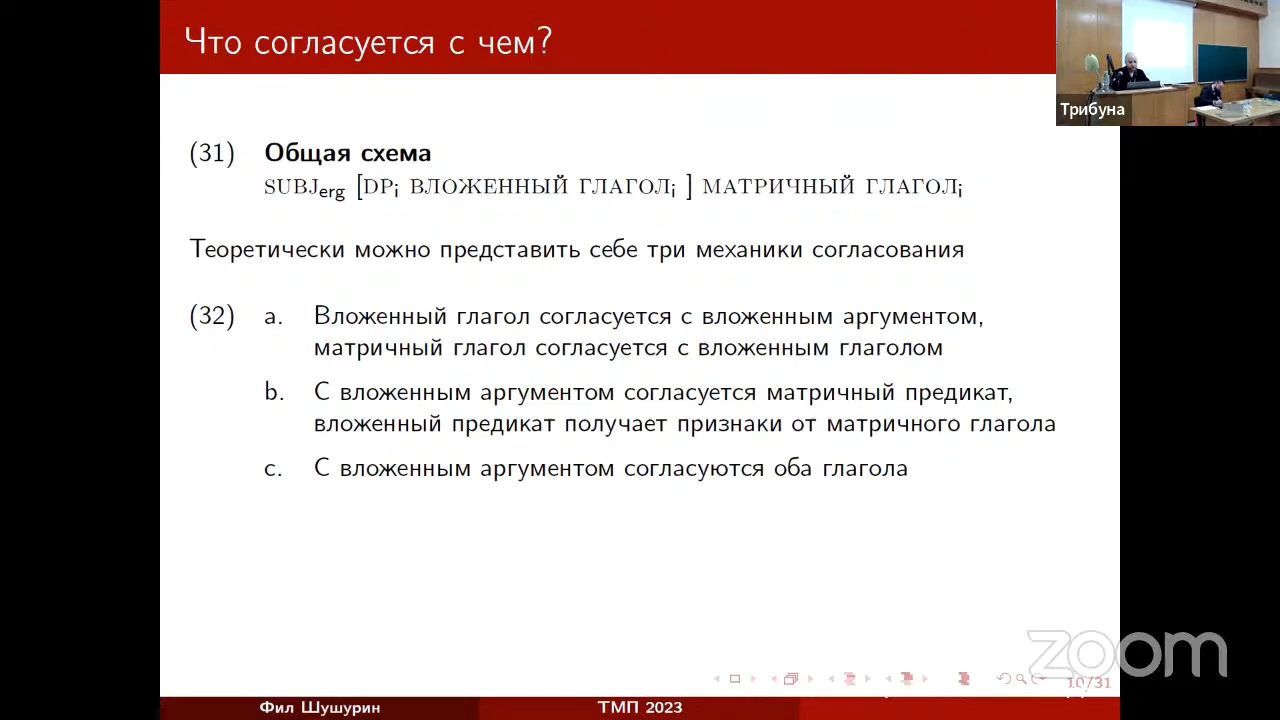 Что согласуется с чем?
Трибуна
(31) Общая схема
SUBJerg [DPi ВЛОЖЕННЫЙ ГЛАГОЛi ] МАТРИЧНЫЙ ГЛАГОЛi
Теоретически можно представить себе три механики согласования
(32) a. Вложенный глагол согласуется с вложенным аргументом,
матричный глагол согласуется с вложенным глаголом
b. С вложенным аргументом согласуется матричный предикат,
вложенный предикат получает признаки от матричного глагола
c. С вложенным аргументом согласуются оба глагола
zoom
10/31
Фил Шушурин ТМП 2023